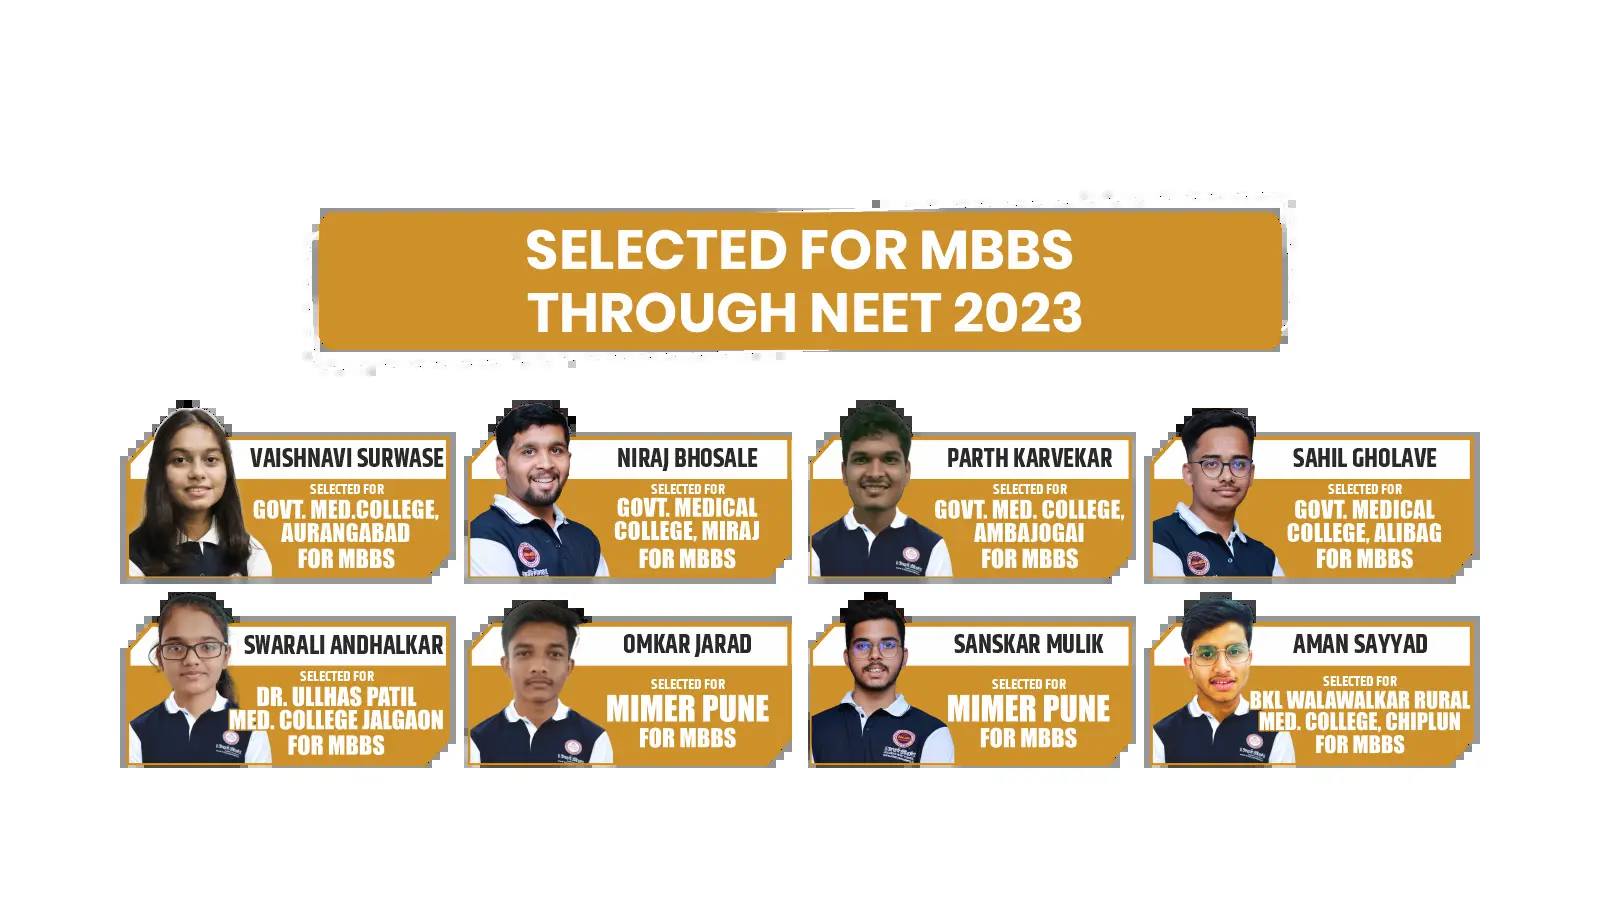 SELECTED FOR MBBS
THROUGH NEET 2023
VAISHNAVI SURWASE
SELECTED FOR
GOVT. MED.COLLEGE,
AURANGABAD
FOR MBBS
NIRAJ BHOSALE
SELECTED FOR
GOVT. MEDICAL
COLLEGE, MIRAJ
FOR MBBS
PARTH KARVEKAR
SELECTED FOR
GOVT. MED. COLLEGE,
AMBAJOGAI
FOR MBBS
SAHIL GHOLAVE
SELECTED FOR
GOVT. MEDICAL
COLLEGE, ALIBAG
FOR MBBS
SWARALI ANDHALKAR
SELECTED FOR
DR. ULLHAS PATIL
MED. COLLEGE JALGAON
FOR MBBS
OMKAR JARAD
SELECTED FOR
MIMER PUNE
FOR MBBS
SANSKAR MULIK
SELECTED FOR
MIMER PUNE
FOR MBBS
AMAN SAYYAD
SELECTED FOR
BKL WALAWALKAR RURAL
MED. COLLEGE, CHIPLUN
FOR MBBS